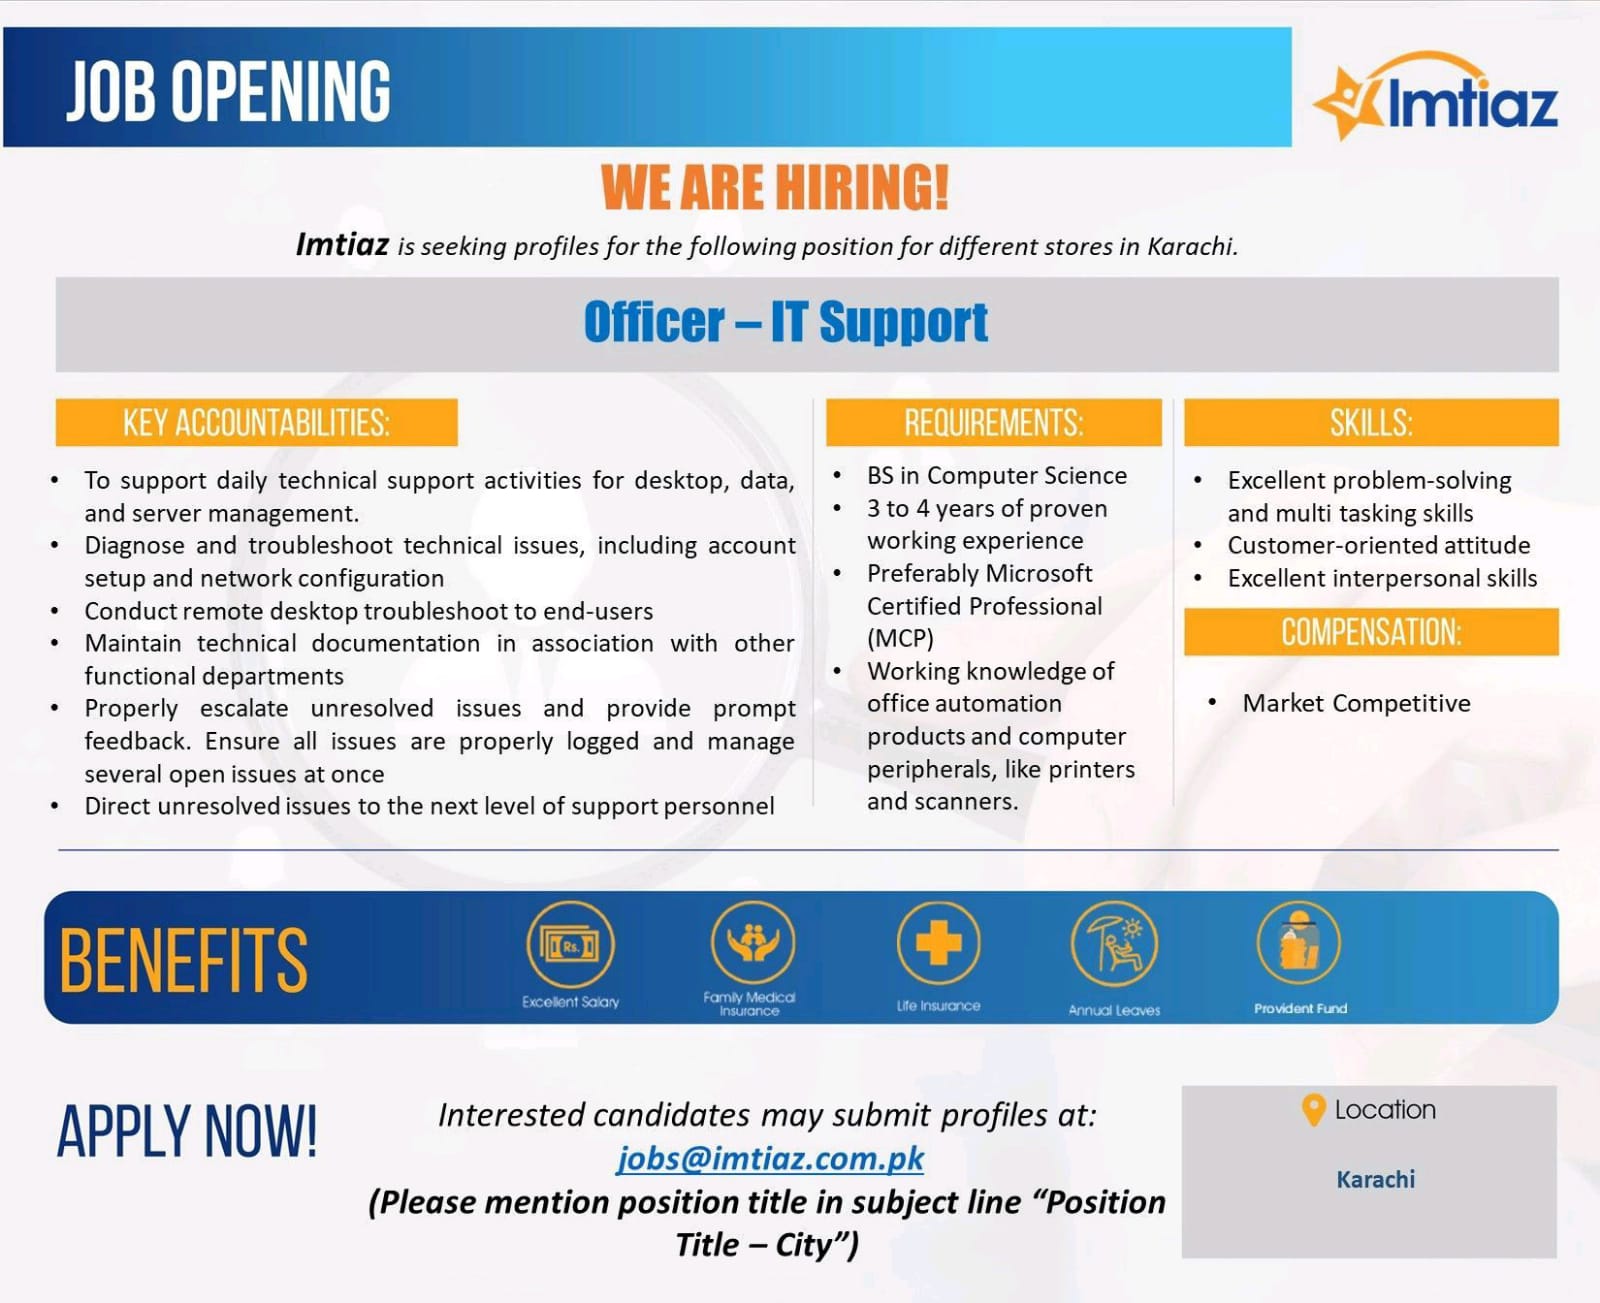 JOB OPENING
Imtiaz
WE ARE HIRING!
Imtiaz is seeking profiles for the following position for different stores in Karachi.
Officer – IT Support
KEY ACCOUNTABILITIES:
• To support daily technical support activities for desktop, data,
and server management.
• Diagnose and troubleshoot technical issues, including account
setup and network configuration
• Conduct remote desktop troubleshoot to end-users
• Maintain technical documentation in association with other
functional departments
• Properly escalate unresolved issues and provide prompt
feedback. Ensure all issues are properly logged and manage
several open issues at once
• Direct unresolved issues to the next level of support personnel
REQUIREMENTS:
• BS in Computer Science
• 3 to 4 years of proven
working experience
• Preferably Microsoft
Certified Professional
(MCP)
• Working knowledge of
office automation
products and computer
peripherals, like printers
and scanners.
SKILLS:
• Excellent problem-solving
and multi tasking skills
• Customer-oriented attitude
• Excellent interpersonal skills
COMPENSATION:
• Market Competitive
BENEFITS
Rs.
Excellent Salary
Family Medical
Insurance
Life Insurance
Annual Leaves
Provident Fund
APPLY NOW!
Interested candidates may submit profiles at:
jobs@imtiaz.com.pk
(Please mention position title in subject line “Position
Title – City”)
Location
Karachi